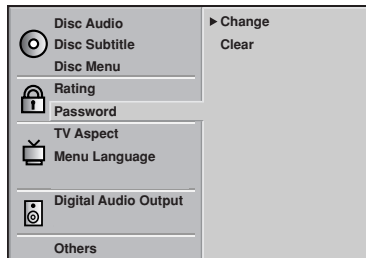 Disc Audio
Disc Subtitle
Disc Menu
Rating
Password
TV Aspect
Menu Language
Digital Audio Output
Others
Change
Clear